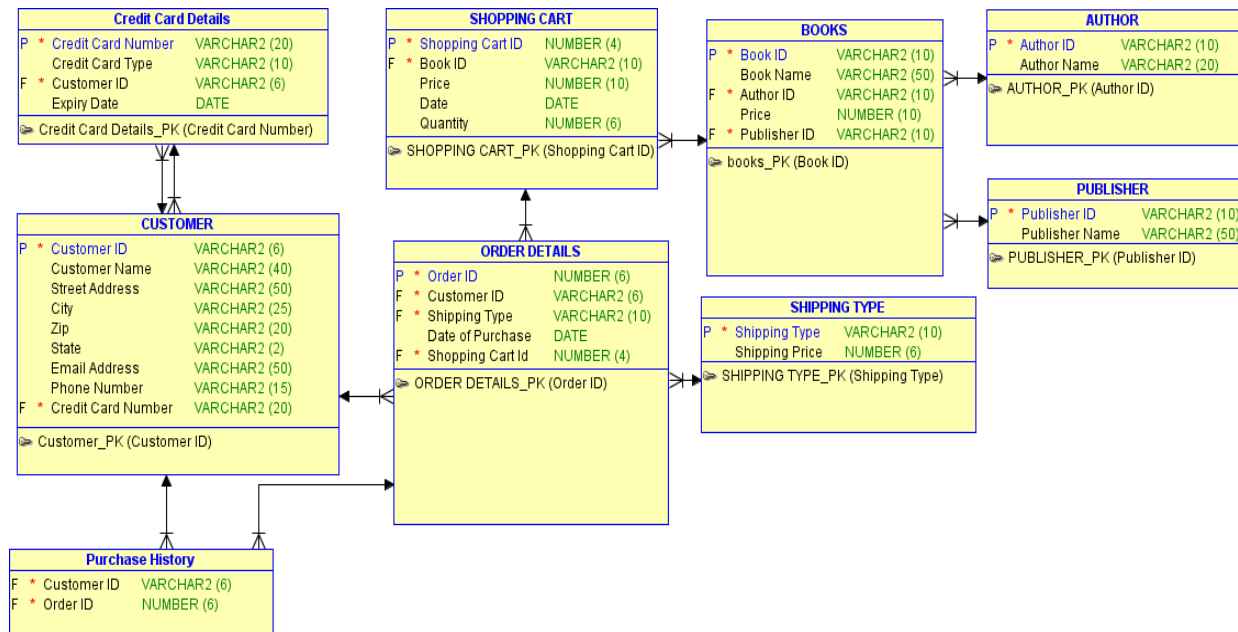 Credit Card Details
P * Credit Card Number VARCHAR2 (20)
Credit Card Type VARCHAR2 (10)
F * Customer ID VARCHAR2 (6)
Expiry Date DATE
Credit Card Details_PK (Credit Card Number)
SHOPPING CART
P * Shopping Cart ID NUMBER (4)
F * Book ID VARCHAR2 (10)
Price NUMBER (10)
Date DATE
Quantity NUMBER (6)
SHOPPING CART_PK (Shopping Cart ID)
BOOKS
P * Book ID VARCHAR2 (10)
Book Name VARCHAR2 (50)
F * Author ID VARCHAR2 (10)
Price NUMBER (10)
F * Publisher ID VARCHAR2 (10)
books_PK (Book ID)
AUTHOR
P * Author ID VARCHAR2 (10)
Author Name VARCHAR2 (20)
AUTHOR_PK (Author ID)
PUBLISHER
P * Publisher ID VARCHAR2 (10)
Publisher Name VARCHAR2 (50)
PUBLISHER_PK (Publisher ID)
CUSTOMER
P * Customer ID VARCHAR2 (6)
Customer Name VARCHAR2 (40)
Street Address VARCHAR2 (50)
City VARCHAR2 (25)
Zip VARCHAR2 (20)
State VARCHAR2 (2)
Email Address VARCHAR2 (50)
Phone Number VARCHAR2 (15)
F * Credit Card Number VARCHAR2 (20)
Customer_PK (Customer ID)
ORDER DETAILS
P * Order ID NUMBER (6)
F * Customer ID VARCHAR2 (6)
F * Shipping Type VARCHAR2 (10)
Date of Purchase DATE
F * Shopping Cart Id NUMBER (4)
ORDER DETAILS_PK (Order ID)
SHIPPING TYPE
P * Shipping Type VARCHAR2 (10)
Shipping Price NUMBER (6)
SHIPPING TYPE_PK (Shipping Type)
Purchase History
F * Customer ID VARCHAR2 (6)
F * Order ID NUMBER (6)